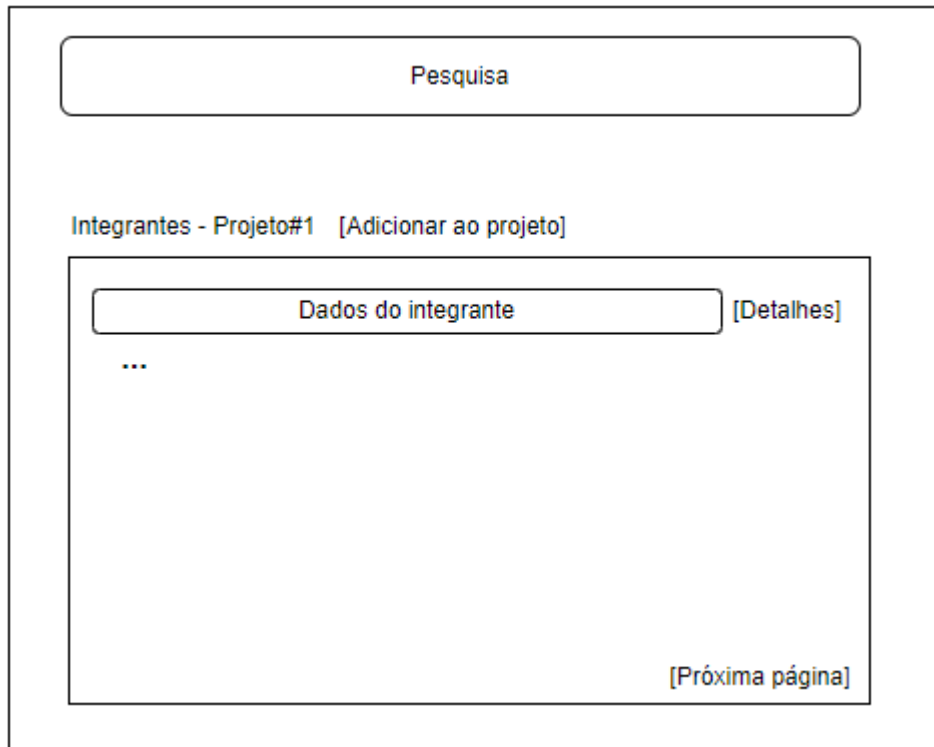 Pesquisa
Integrantes - Projeto#1 [Adicionar ao projeto]
Dados do integrante [Detalhes]
...
[Próxima página]